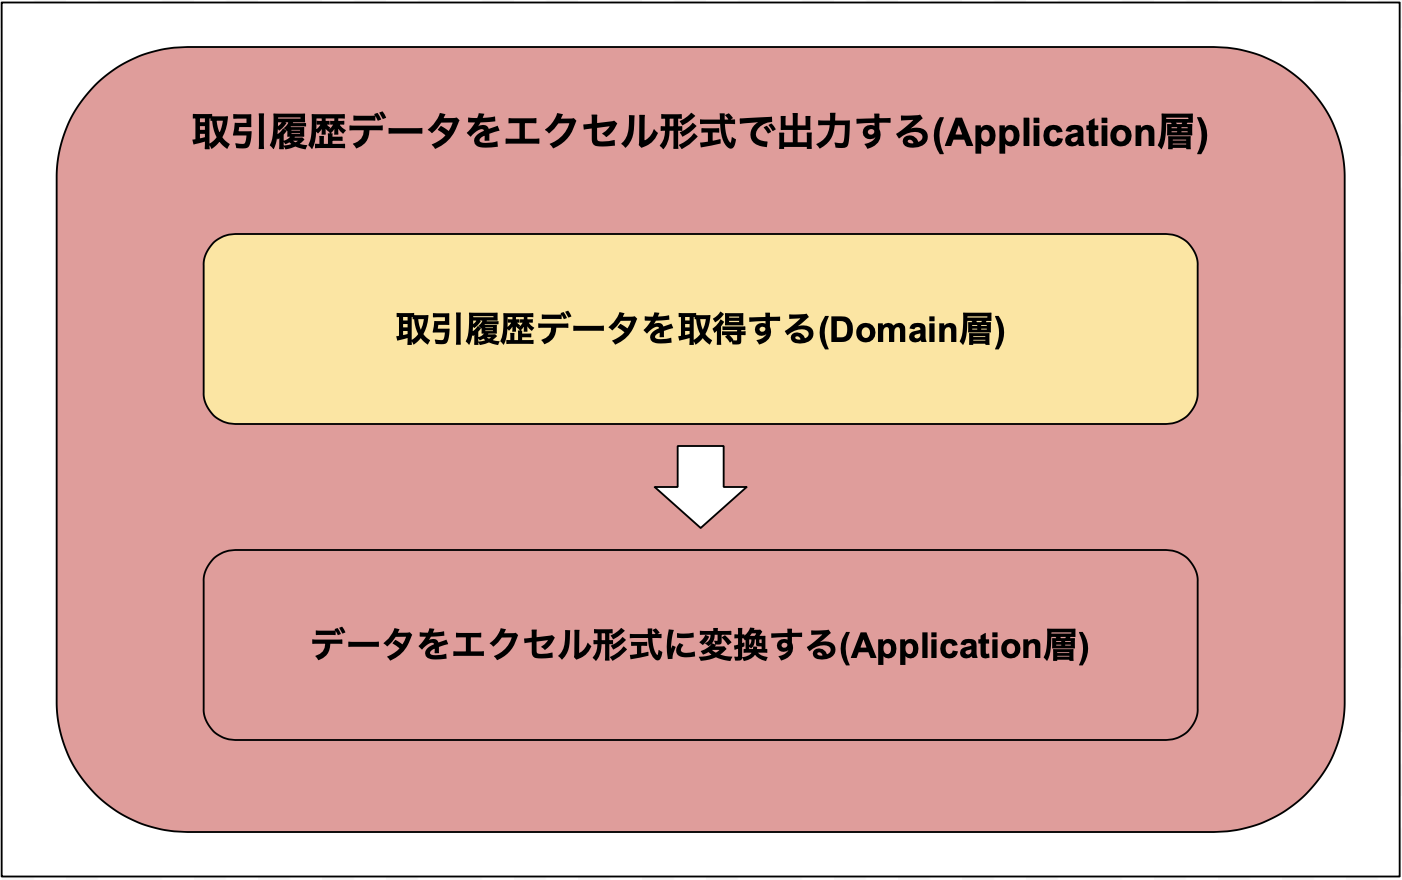 取引履歴データをエクセル形式で出力する(Application層)
取引履歴データを取得する(Domain層)
データをエクセル形式に変換する(Application層)